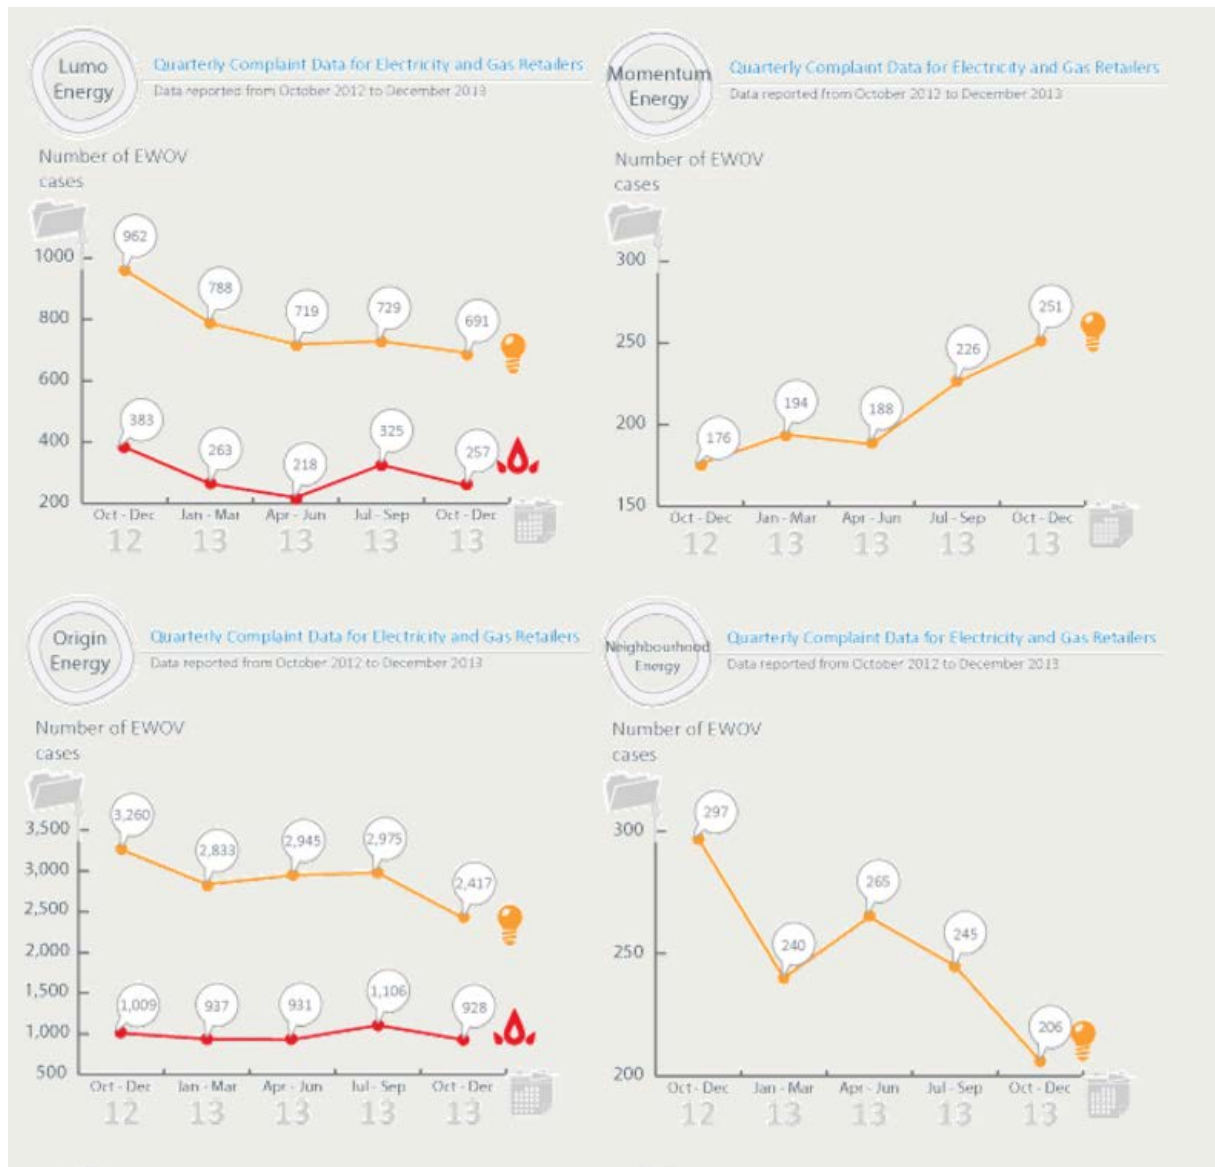 Lumo
Energy
Quarterly Complaint Data for Electricity and Gas Retailers
Data reported from October 2012 to December 2013
Number of EWOV
cases
962
788
719
729
691
383
263
218
325
257
1000
800
600
400
200
Oct - Dec
Jan - Mar
Apr - Jun
Jul - Sep
Oct - Dec
12
13
13
13
13
Momentum
Energy
Quarterly Complaint Data for Electricity and Gas Retailers
Data reported from October 2012 to December 2013
Number of EWOV
cases
176
194
188
226
251
300
250
200
150
Oct - Dec
Jan - Mar
Apr - Jun
Jul - Sep
Oct - Dec
12
13
13
13
13
Origin
Energy
Quarterly Complaint Data for Electricity and Gas Retailers
Data reported from October 2012 to December 2013
Number of EWOV
cases
3,260
2,833
2,945
2,975
2,417
1,009
937
931
1,106
928
3,500
3,000
2,500
2,000
1,500
1,000
500
Oct - Dec
Jan - Mar
Apr - Jun
Jul - Sep
Oct - Dec
12
13
13
13
13
Neighbourhood
Energy
Quarterly Complaint Data for Electricity and Gas Retailers
Data reported from October 2012 to December 2013
Number of EWOV
cases
297
240
265
245
206
300
250
200
Oct - Dec
Jan - Mar
Apr - Jun
Jul - Sep
Oct - Dec
12
13
13
13
13